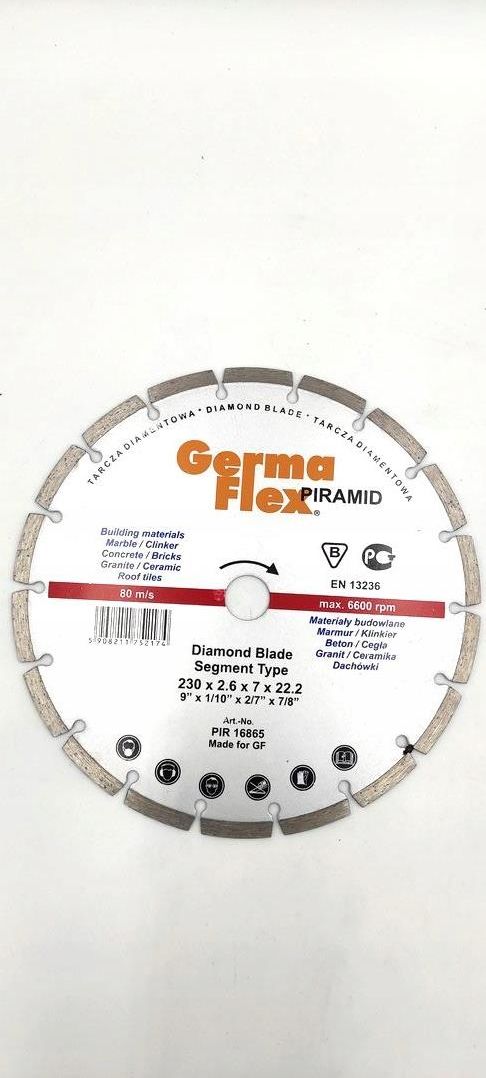 TARCZA DIAMENTOWA • DIAMOND BLADE • TARCZA DIAMENTOWA
Germa
Flex PIRAMID
®
Building materials
Marble / Clinker
Concrete / Bricks
Granite / Ceramic
Roof tiles
B
PC
EN 13236
80 m/s
max. 6600 rpm
5908211752174
Materiały budowlane
Marmur / Klinkier
Beton / Cegła
Granit / Ceramika
Dachówki
Diamond Blade
Segment Type
230 x 2.6 x 7 x 22.2
9" x 1/10" x 2/7" x 7/8"
Art.-No.
PIR 16865
Made for GF